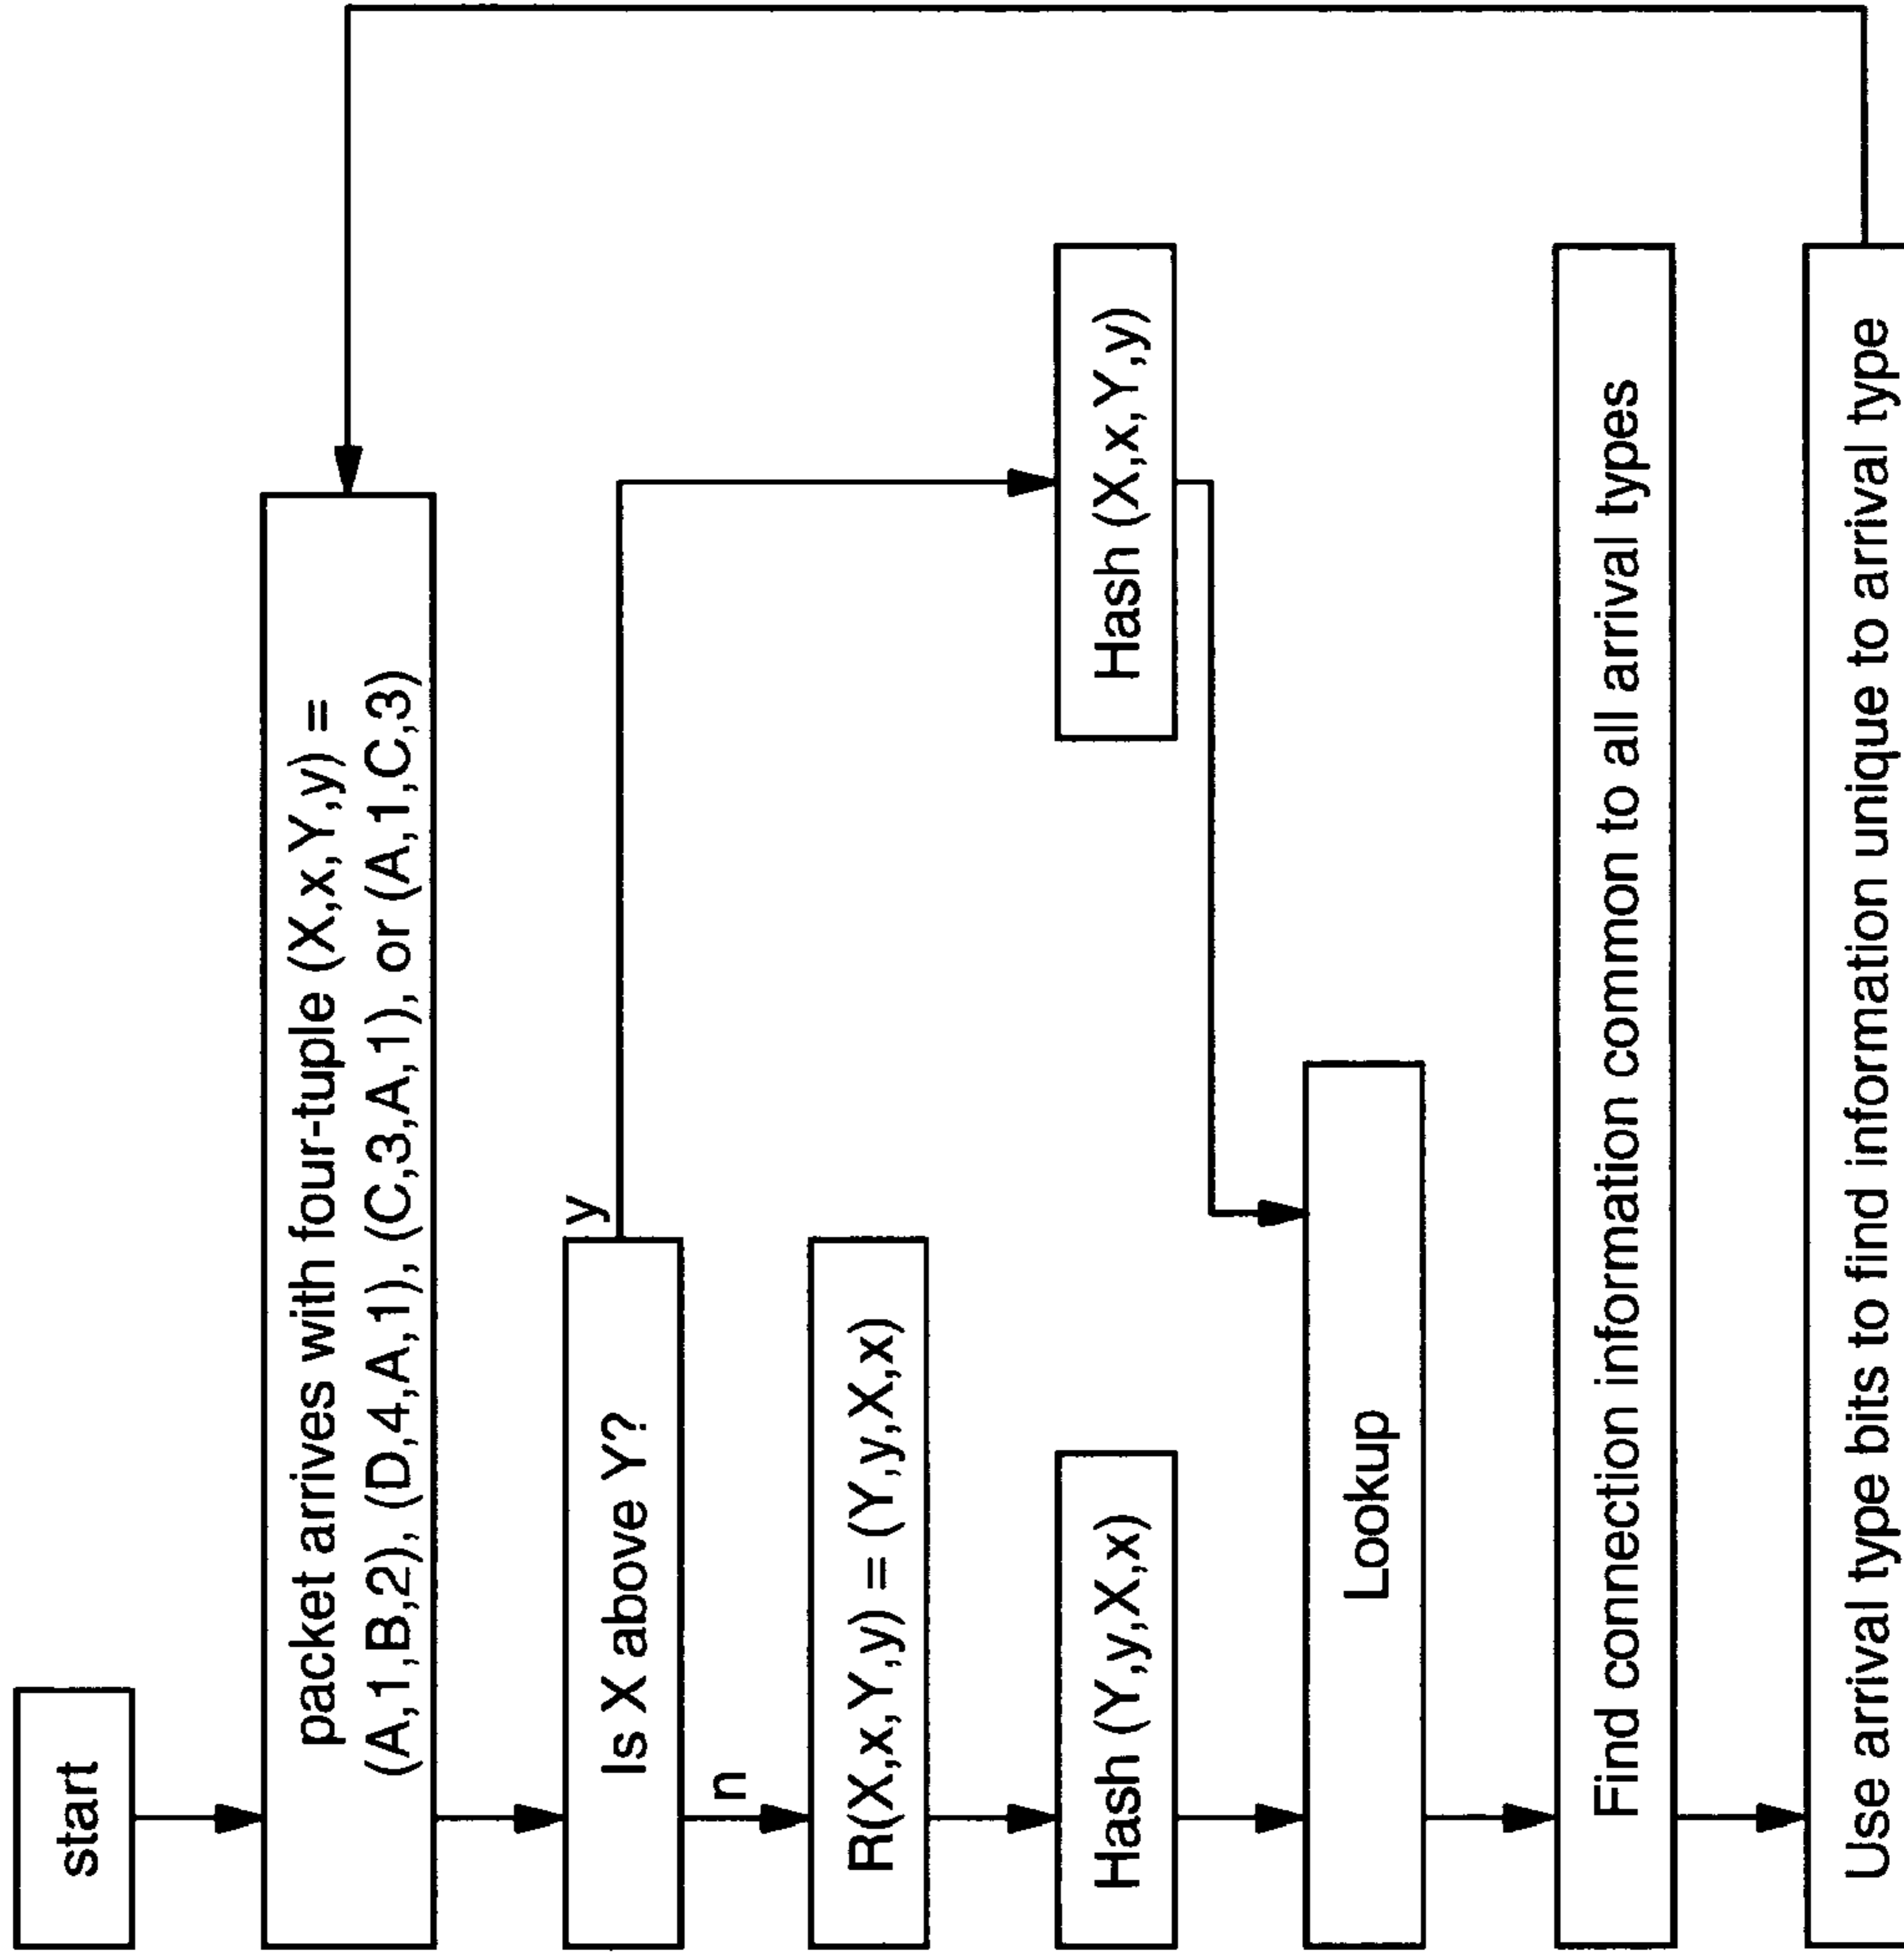 start
packet arrives with four-tuple (X,x,Y,y) =
(A,1,B,2), (D,4,A,1), (C,3,A,1), or (A,1,C,3)
Is X above Y?
y
n
R(X,x,Y,y) = (Y,y,X,x)
Hash (Y,y,X,x)
Hash (X,x,Y,y)
Lookup
Find connection information common to all arrival types
Use arrival type bits to find information unique to arrival type